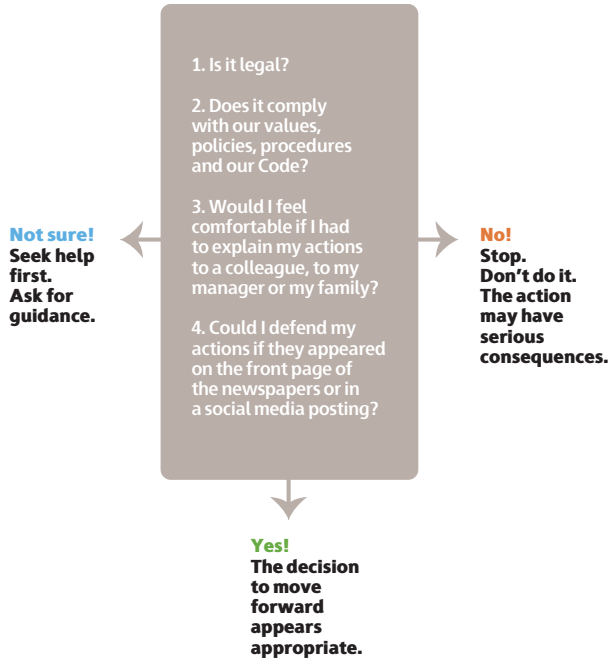 1. Is it legal?
2. Does it comply
with our values,
policies, procedures
and our Code?
3. Would I feel
comfortable if I had
to explain my actions
to a colleague, to my
manager or my family?
4. Could I defend my
actions if they appeared
on the front page of
the newspapers or in
a social media posting?
Not sure!
Seek help
first.
Ask for
guidance.
No!
Stop.
Don't do it.
The action
may have
serious
consequences.
Yes!
The decision
to move
forward
appears
appropriate.